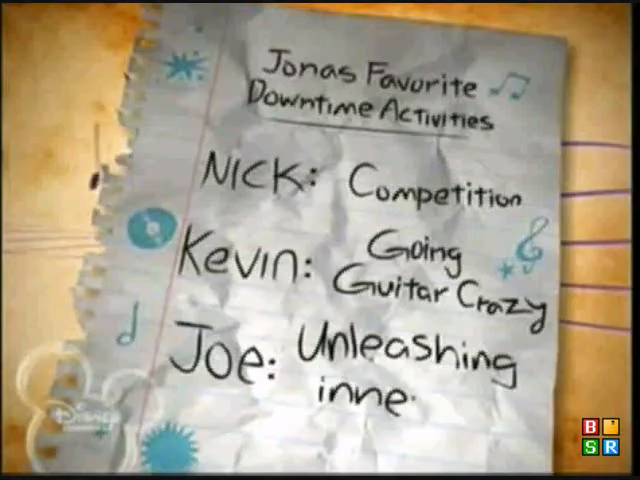 Jonas Favorite
Downtime Activities
NICK: Competition
Kevin: Going
Guitar Crazy
Joe: Unleashing
inne
Disney
B
S R